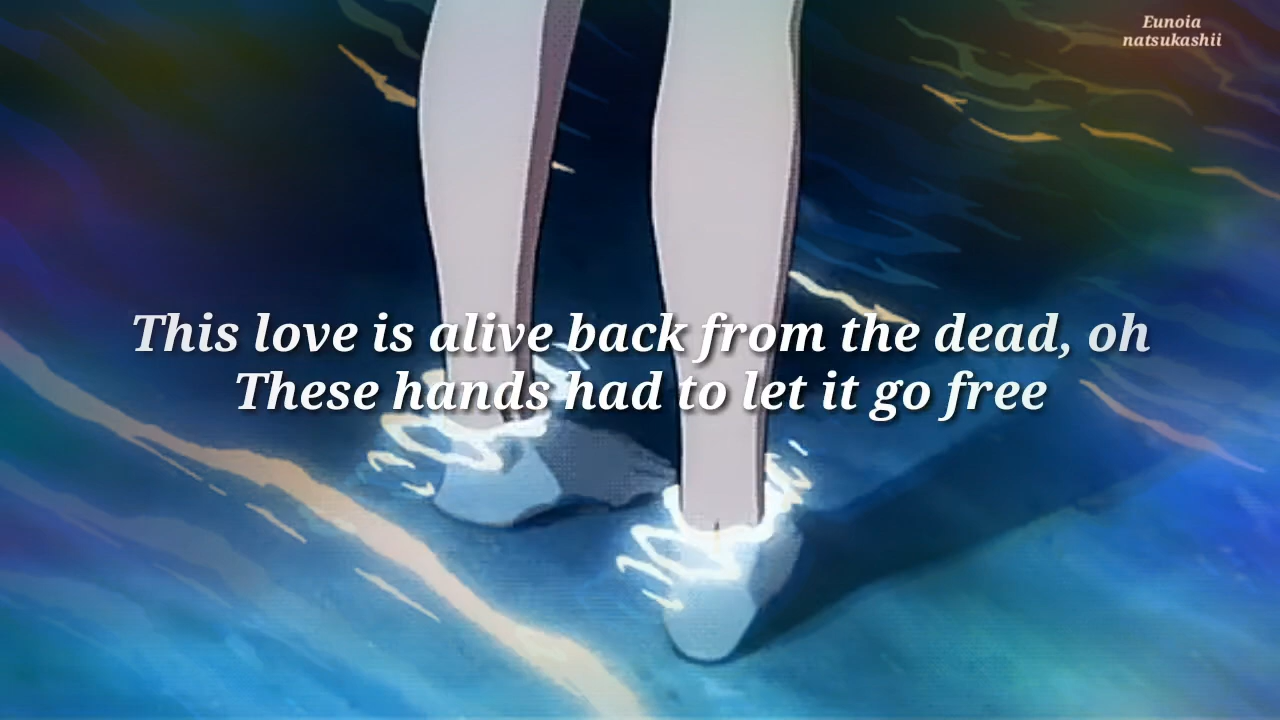 Eunoia
natsukashii
This love is alive back from the dead, oh
These hands had to let it go free